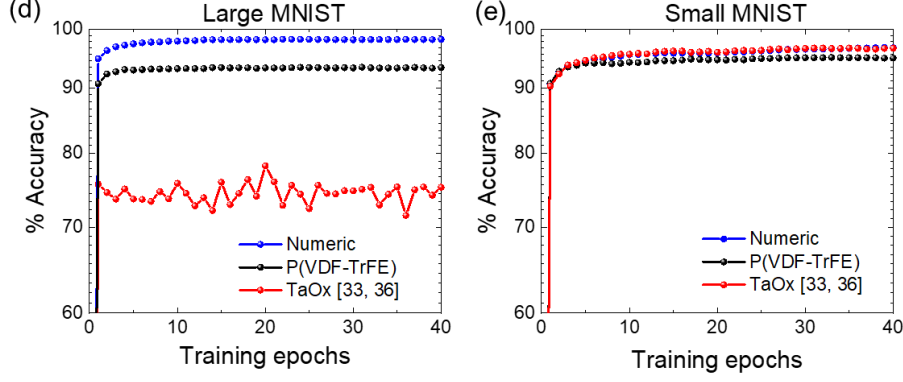 (d)
Large MNIST
100
90
80
70
60
% Accuracy
Numeric
P(VDF-TrFE)
TaOx [33, 36]
0 10 20 30 40
Training epochs
(e)
Small MNIST
100
90
80
70
60
% Accuracy
Numeric
P(VDF-TrFE)
TaOx [33, 36]
0 10 20 30 40
Training epochs